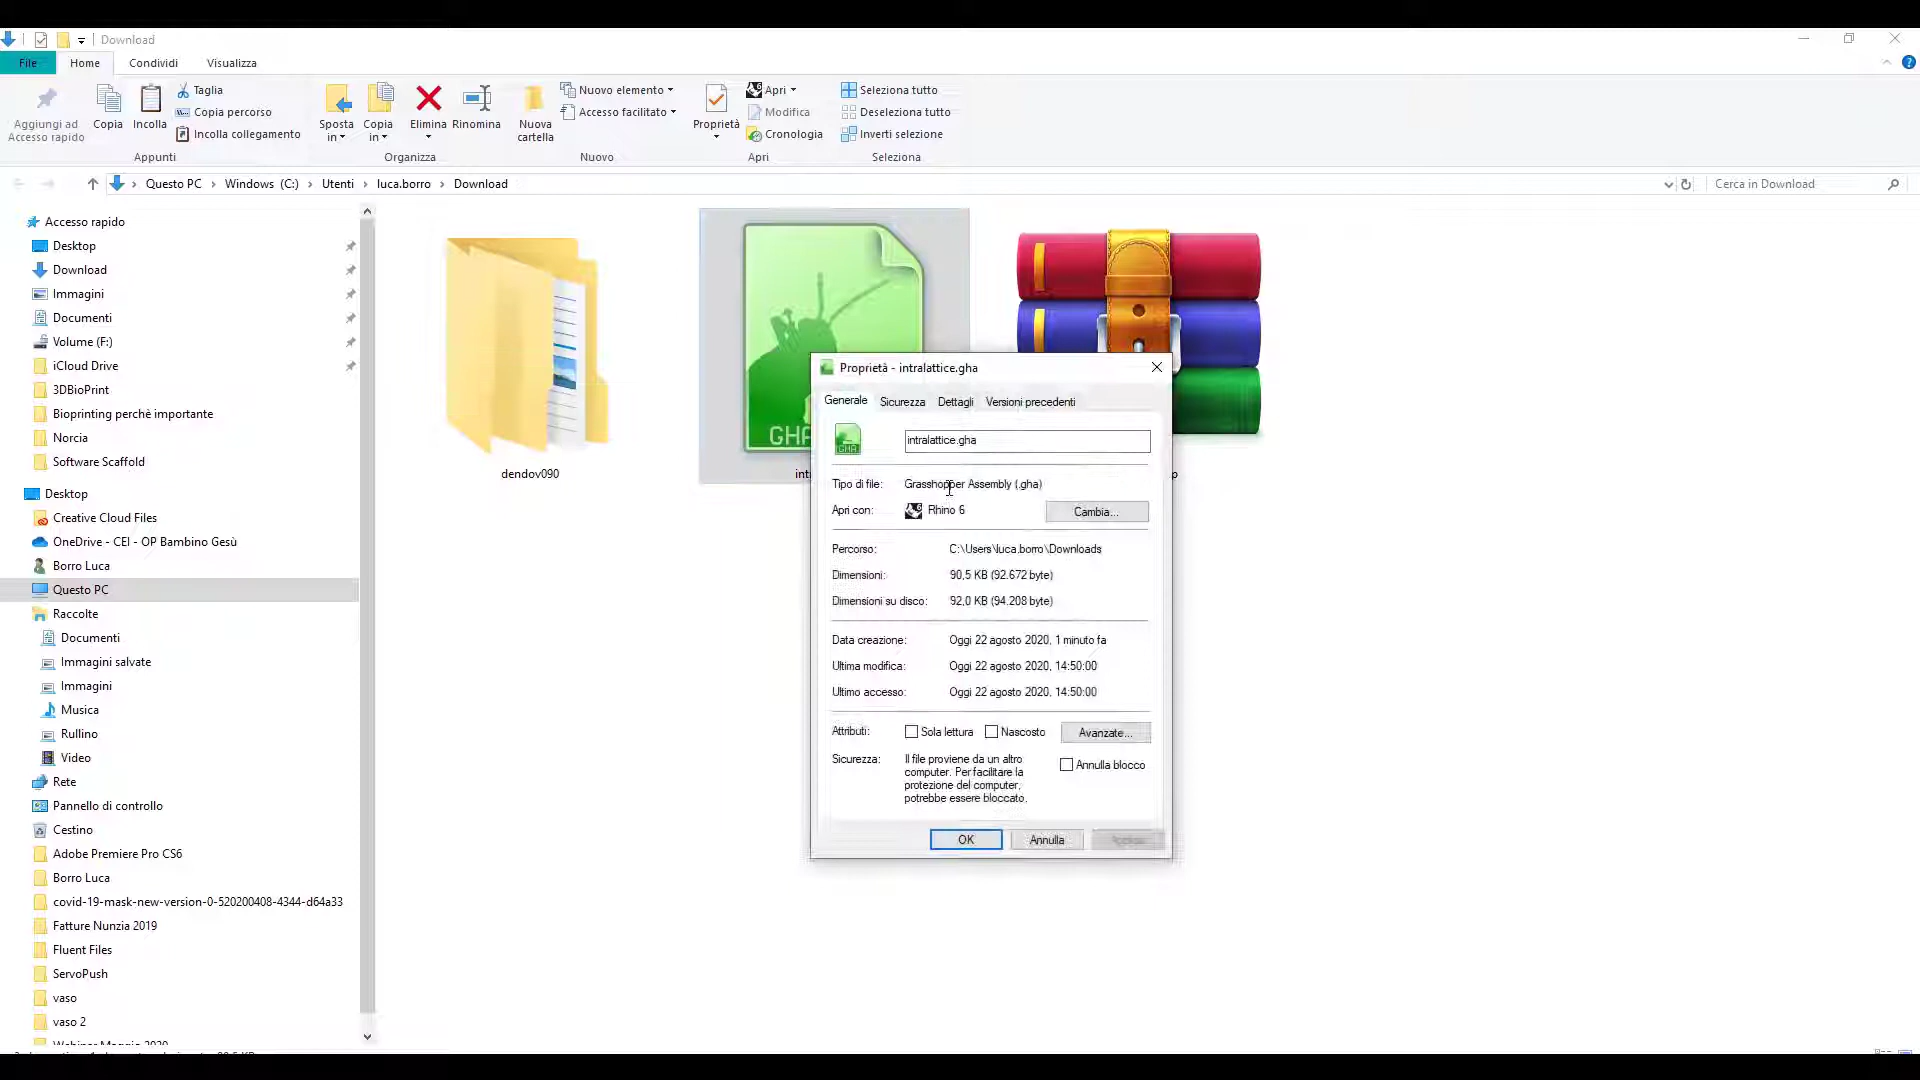 Download
File Home Condividi Visualizza
Aggiungi ad
Accesso rapido
Copia
Incolla
Taglia
Copia percorso
Incolla collegamento
Appunti
Sposta
in
Copia
in
Elimina
Rinomina
Organizza
Nuova
cartella
Nuovo elemento
Accesso facilitato
Nuovo
Proprietà
Apri
Modifica
Cronologia
Apri
Seleziona tutto
Deseleziona tutto
Inverti selezione
Seleziona
Questo PC › Windows (C:) › Utenti › luca.borro › Download
Cerca in Download
Accesso rapido
Desktop
Download
Immagini
Documenti
Volume (F:)
iCloud Drive
3DBioPrint
Bioprinting perchè importante
Norcia
Software Scaffold
Desktop
Creative Cloud Files
OneDrive - CEI - OP Bambino Gesù
Borro Luca
Questo PC
Raccolte
Documenti
Immagini salvate
Immagini
Musica
Rullino
Video
Rete
Pannello di controllo
Cestino
Adobe Premiere Pro CS6
Borro Luca
covid-19-mask-new-version-0-520200408-4344-d64a33
Fatture Nunzia 2019
Fluent Files
ServoPush
vaso
vaso 2
dendov090
GHA
Proprietà - intralattice.gha
Generale Sicurezza Dettagli Versioni precedenti
GHA
intralattice.gha
Tipo di file: Grasshopper Assembly (.gha)
Apri con: Rhino 6 Cambia...
Percorso: C:\Users\luca.borro\Downloads
Dimensioni: 90,5 KB (92.672 byte)
Dimensioni su disco: 92,0 KB (94.208 byte)
Data creazione: Oggi 22 agosto 2020, 1 minuto fa
Ultima modifica: Oggi 22 agosto 2020, 14:50:00
Ultimo accesso: Oggi 22 agosto 2020, 14:50:00
Attributi: Sola lettura Nascosto Avanzate...
Sicurezza: Il file proviene da un altro
computer. Per facilitare la
protezione del computer,
potrebbe essere bloccato.
Annulla blocco
OK Annulla